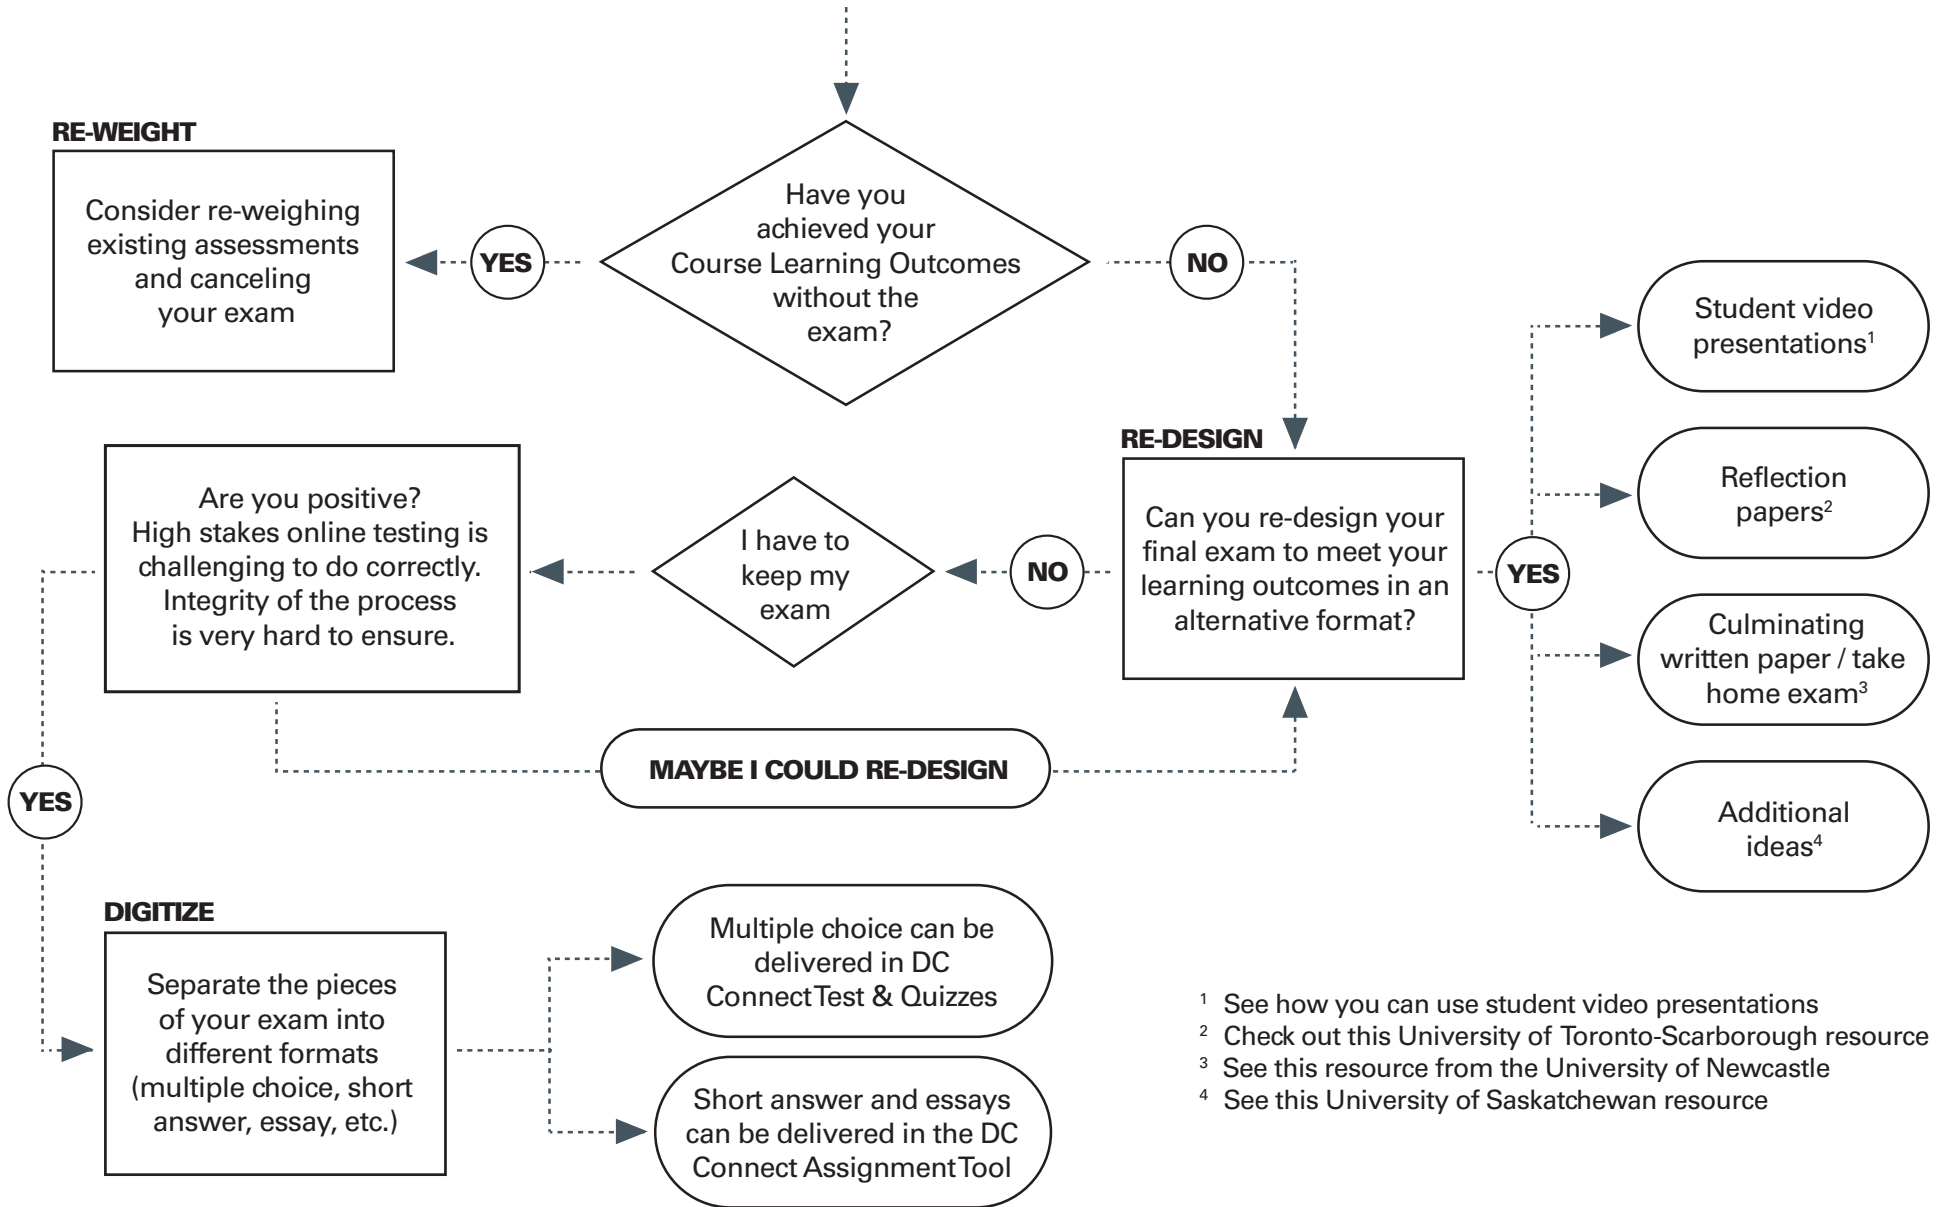 RE-WEIGHT
Consider re-weighing
existing assessments
and canceling
your exam
YES
Have you
achieved your
Course Learning Outcomes
without the
exam?
NO
RE-DESIGN
Can you re-design your
final exam to meet your
learning outcomes in an
alternative format?
YES
Student video
presentations¹
Reflection
papers²
Culminating
written paper / take
home exam³
Additional
ideas⁴
NO
I have to
keep my
exam
Are you positive?
High stakes online testing is
challenging to do correctly.
Integrity of the process
is very hard to ensure.
MAYBE I COULD RE-DESIGN
YES
DIGITIZE
Separate the pieces
of your exam into
different formats
(multiple choice, short
answer, essay, etc.)
Multiple choice can be
delivered in DC
Connect Test & Quizzes
Short answer and essays
can be delivered in the DC
Connect Assignment Tool
¹ See how you can use student video presentations
² Check out this University of Toronto-Scarborough resource
³ See this resource from the University of Newcastle
⁴ See this University of Saskatchewan resource